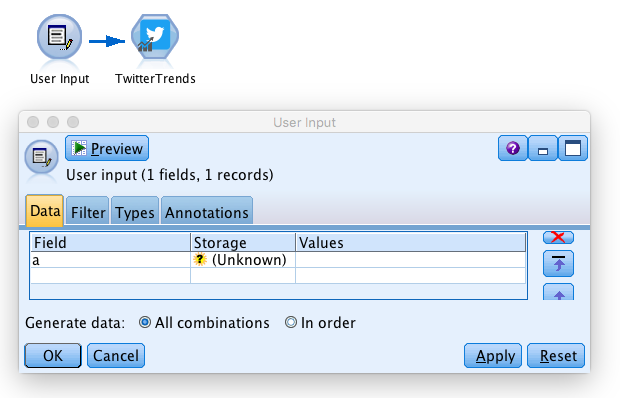 User Input TwitterTrends
User Input
Preview
?
User input (1 fields, 1 records)
Data Filter Types Annotations
Field Storage Values
a ? (Unknown)
Generate data: All combinations In order
OK Cancel Apply Reset